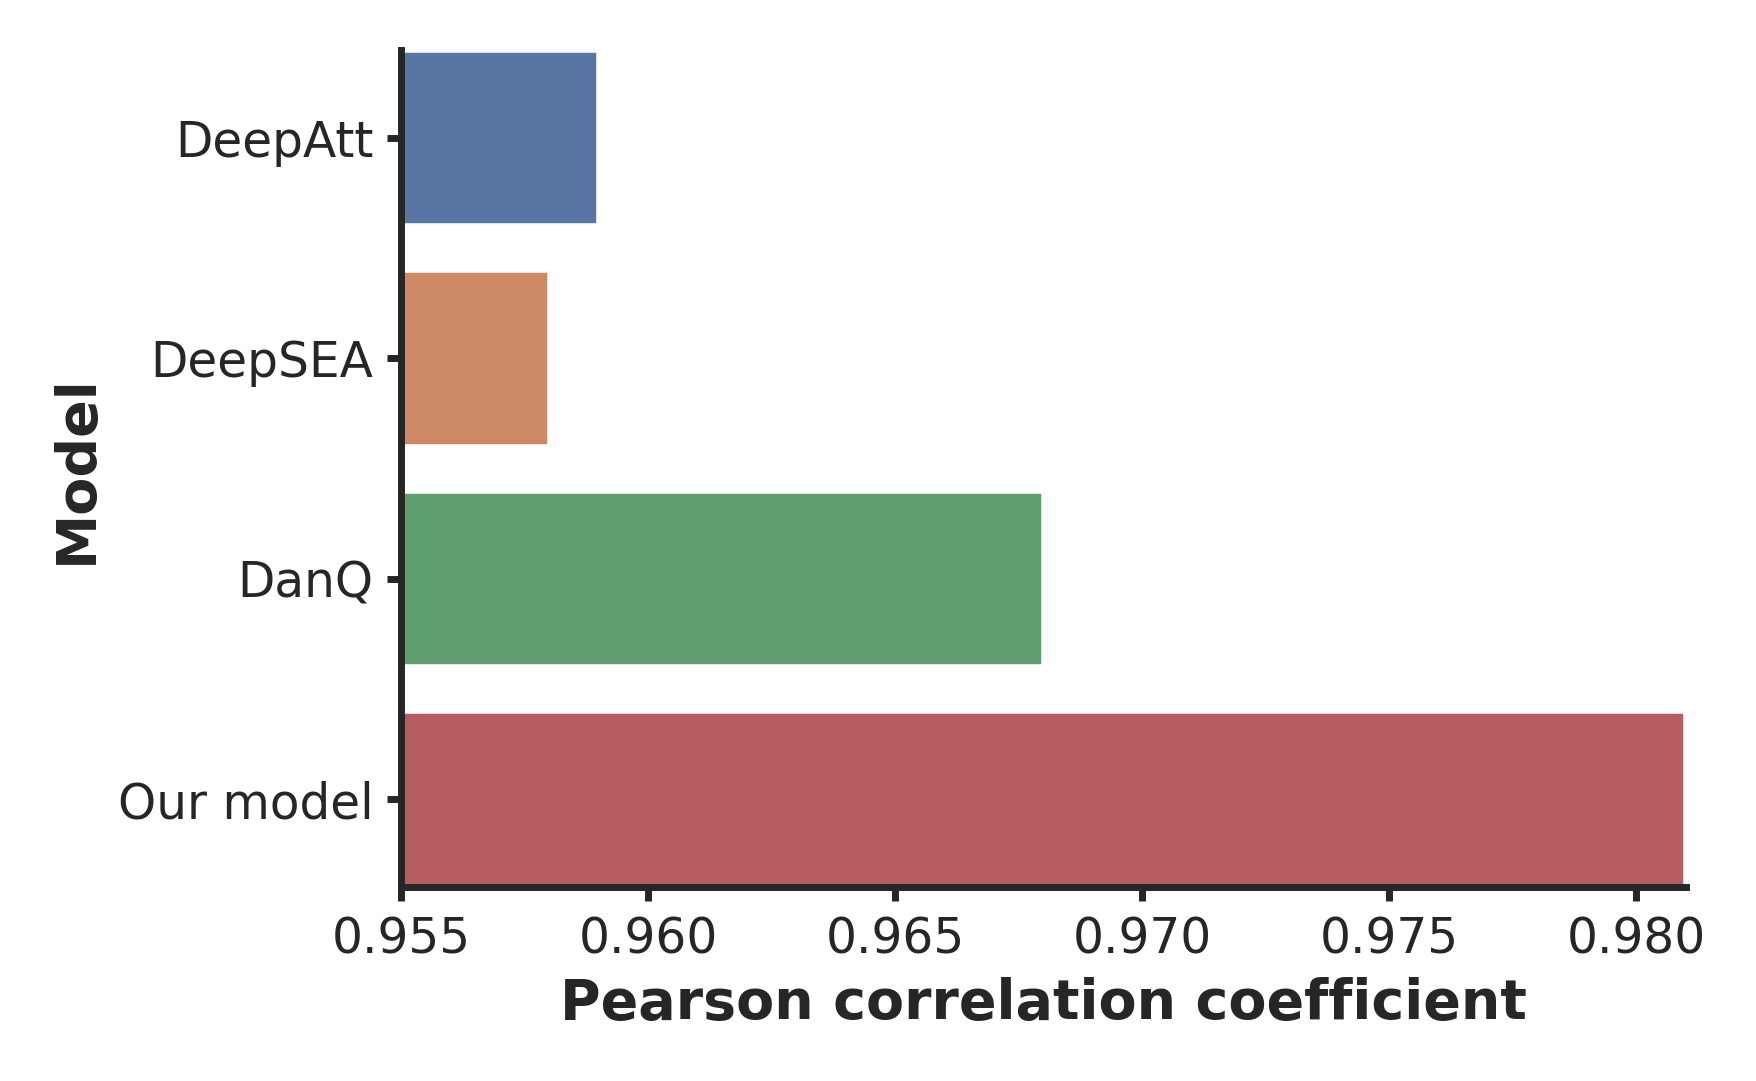 DeepAtt
DeepSEA
DanQ
Our model
Model
0.955 0.960 0.965 0.970 0.975 0.980
Pearson correlation coefficient